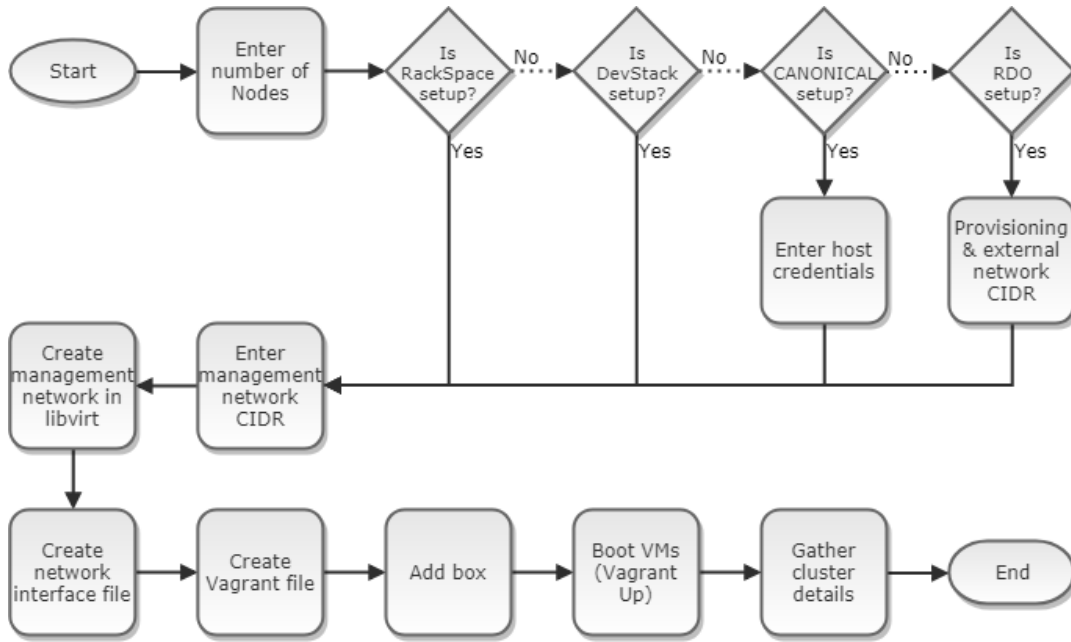 Start
Enter
number of
Nodes
Is
RackSpace
setup?
No
Is
DevStack
setup?
No
Is
CANONICAL
setup?
No
Is
RDO
setup?
Yes
Yes
Yes
Yes
Enter host
credentials
Provisioning
& external
network
CIDR
Create
management
network in
libvirt
Enter
management
network
CIDR
Create
network
interface file
Create
Vagrant file
Add box
Boot VMs
(Vagrant
Up)
Gather
cluster
details
End